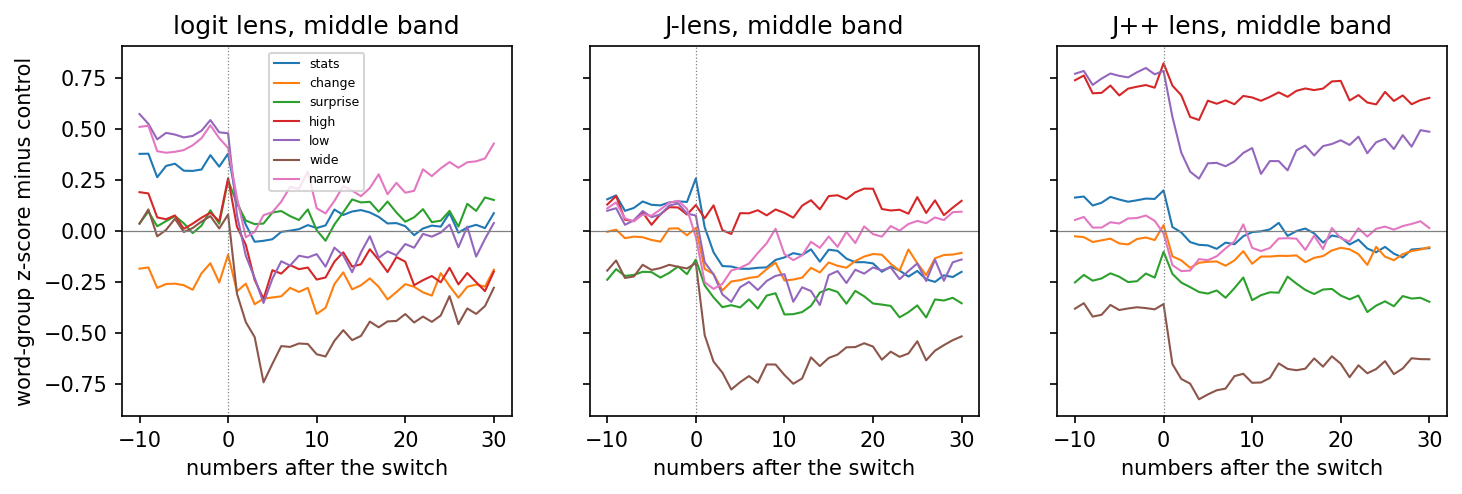 logit lens, middle band
J-lens, middle band
J++ lens, middle band
word-group z-score minus control
0.75
0.50
0.25
0.00
−0.25
−0.50
−0.75
stats
change
surprise
high
low
wide
narrow
−10 0 10 20 30
−10 0 10 20 30
−10 0 10 20 30
numbers after the switch
numbers after the switch
numbers after the switch